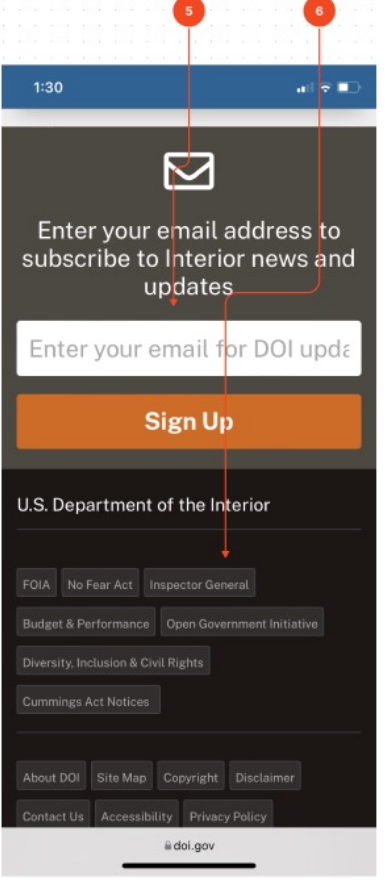 5 6
1:30
Enter your email address to
subscribe to Interior news and
updates
Enter your email for DOI upda
Sign Up
U.S. Department of the Interior
FOIA No Fear Act Inspector General
Budget & Performance Open Government Initiative
Diversity, Inclusion & Civil Rights
Cummings Act Notices
About DOI Site Map Copyright Disclaimer
Contact Us Accessibility Privacy Policy
doi.gov